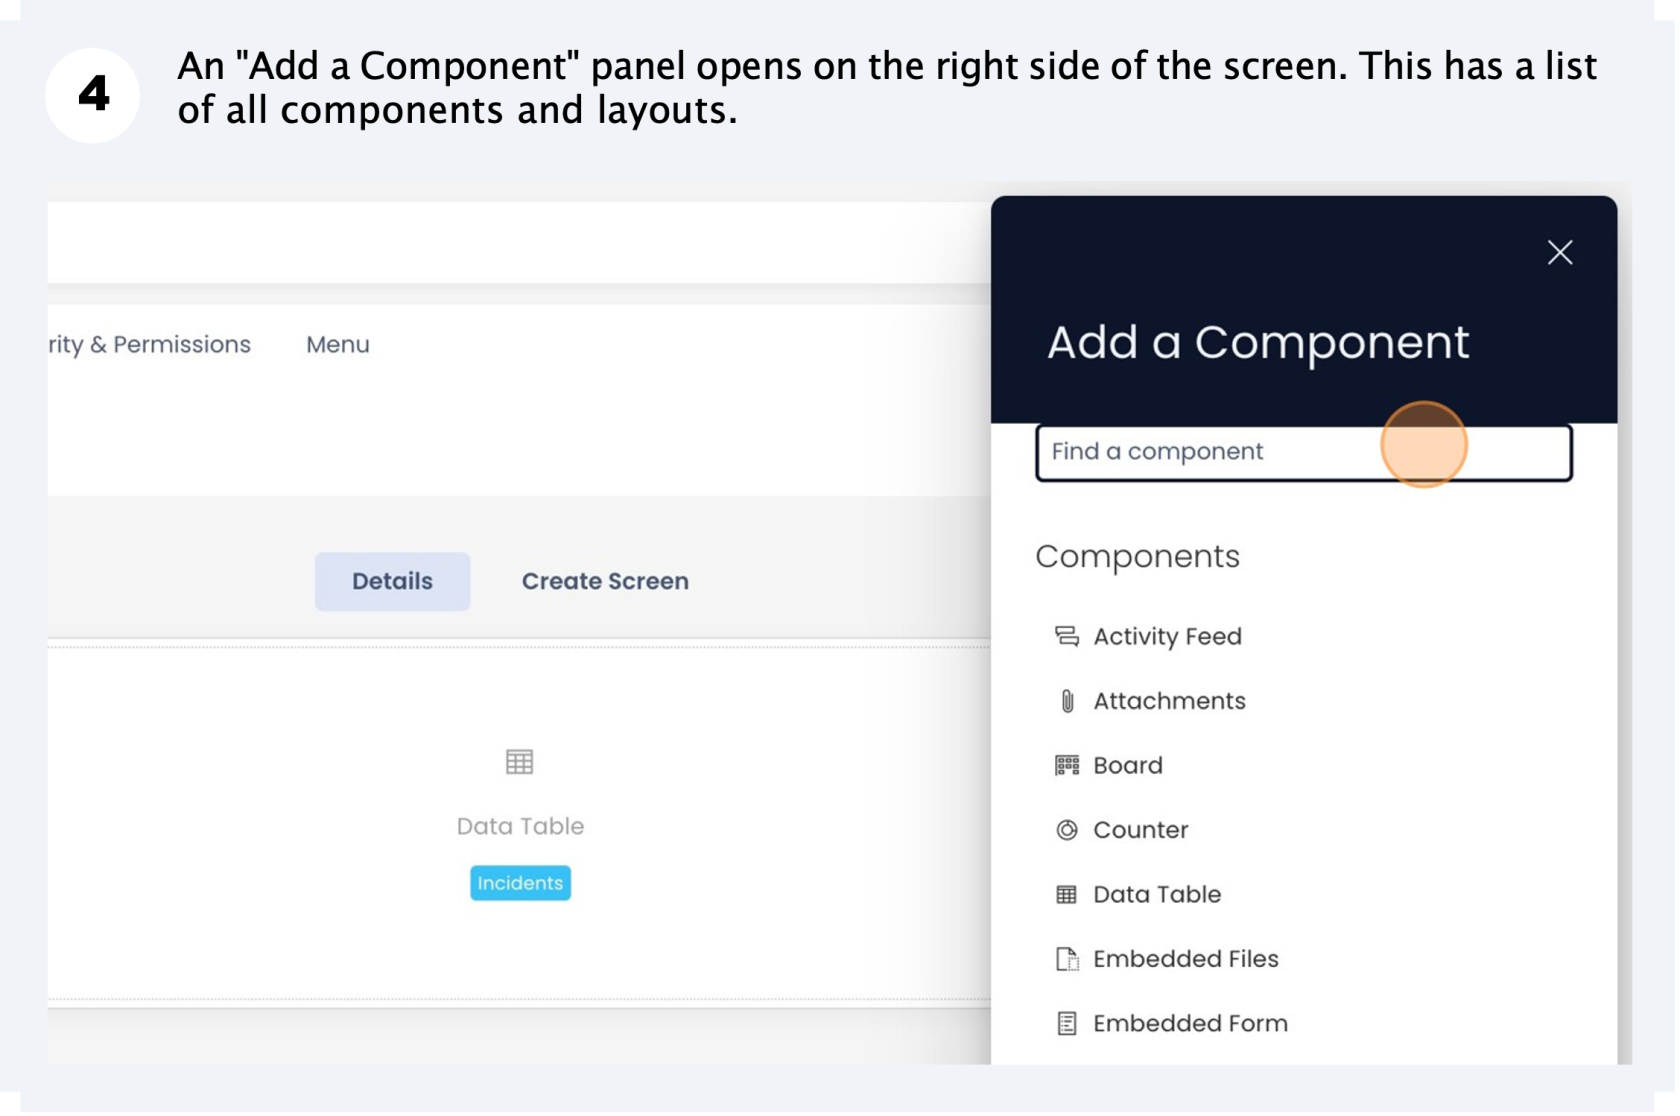 4
An "Add a Component" panel opens on the right side of the screen. This has a list
of all components and layouts.
rity & Permissions
Menu
Details
Create Screen
Data Table
Incidents
Add a Component
Find a component
Components
Activity Feed
Attachments
Board
Counter
Data Table
Embedded Files
Embedded Form